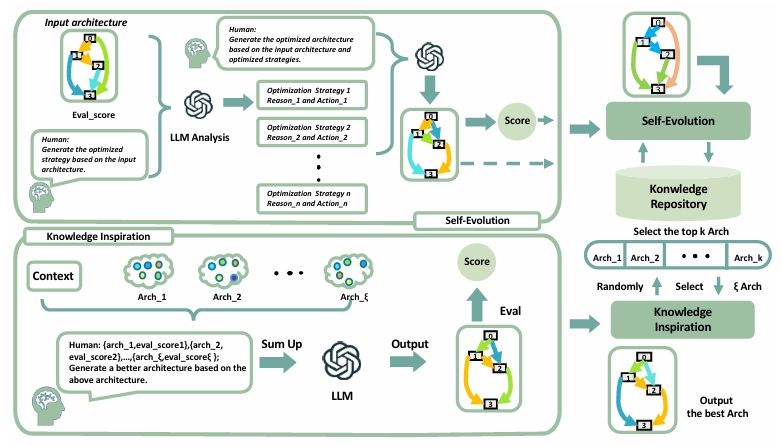 Input architecture
0
1
2
3
Eval_score
Human:
Generate the optimized
strategy based on the input
architecture.
LLM Analysis
Human:
Generate the optimized architecture
based on the input architecture and
optimized strategies.
Optimization Strategy 1
Reason_1 and Action_1
Optimization Strategy 2
Reason_2 and Action_2
Optimization Strategy n
Reason_n and Action_n
0
1
2
3
Score
Self-Evolution
Knowledge Inspiration
Context
Arch_1
Arch_2
Arch_ξ
Human: {arch_1,eval_score1},{arch_2,
eval_score2},...,{arch_ξ,evalscoreξ };
Generate a better architecture based on the
above architecture.
Sum Up
LLM
Output
Score
Eval
0
1
2
3
0
1
2
3
Self-Evolution
Konwledge
Repository
Select the top k Arch
Arch_1 Arch_2 • • • Arch_k
Randomly Select ξ Arch
Knowledge
Inspiration
0
1
2
3
Output
the best Arch